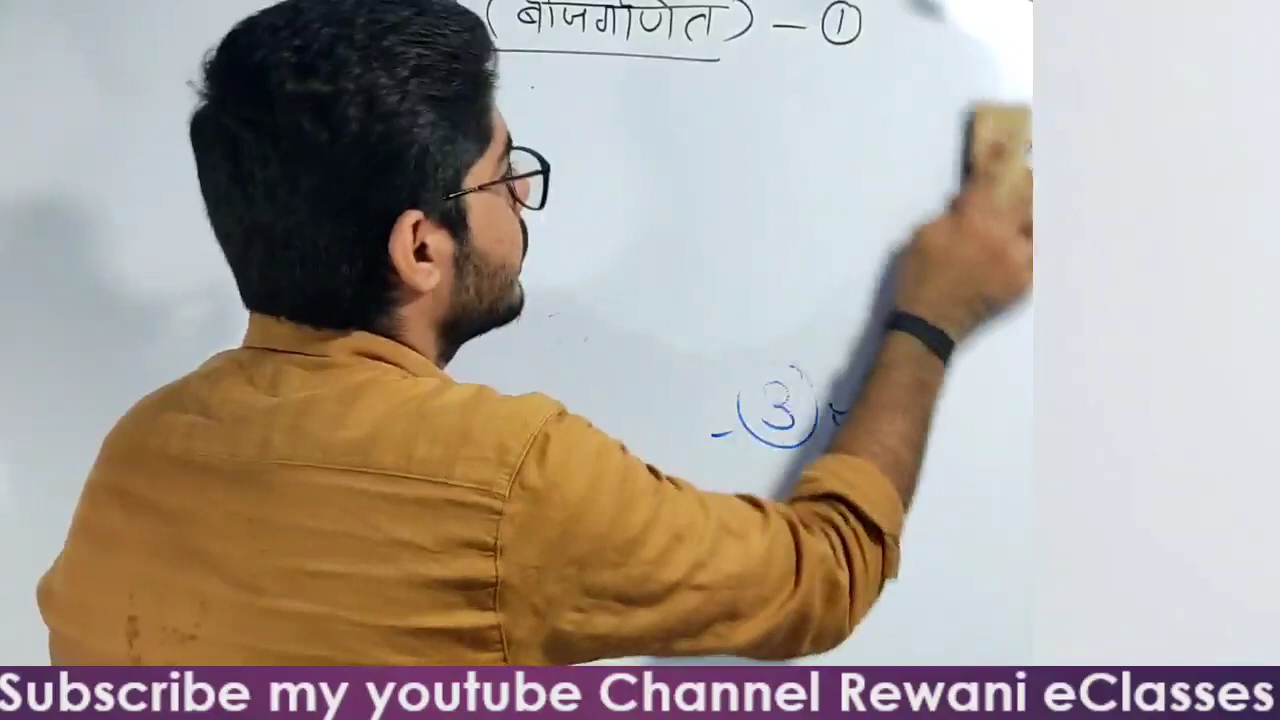 (बीजगणित) - ①
- ③
Subscribe my youtube Channel Rewani eClasses